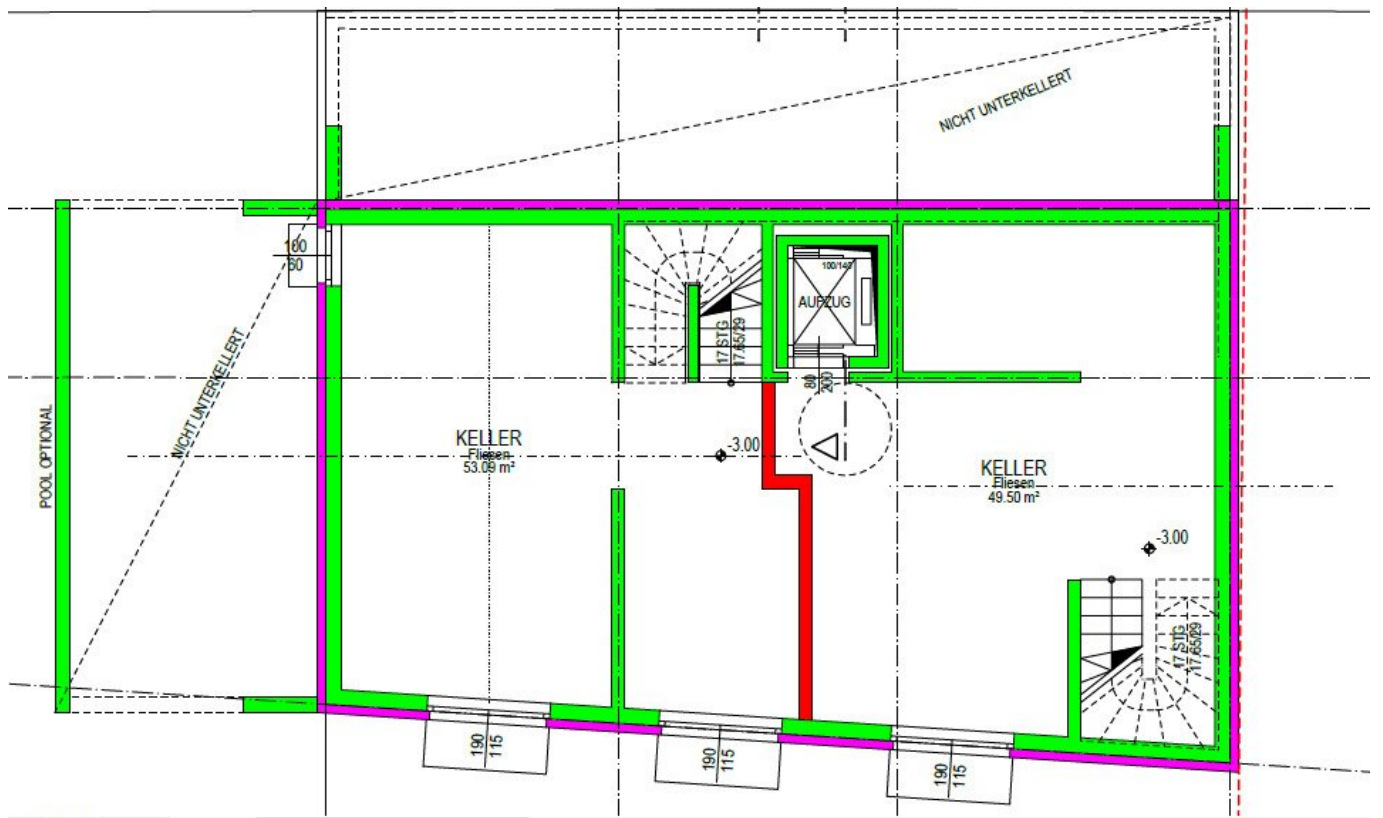 NICHT UNTERKELLERT
100
60
100/140
AUFZUG
17 STG
17.65/29
80
200
NICHT UNTERKELLERT
POOL OPTIONAL
KELLER
Fliesen
53.09 m²
-3.00
KELLER
Fliesen
49.50 m²
-3.00
17 STG
17.65/29
190
115
190
115
190
115